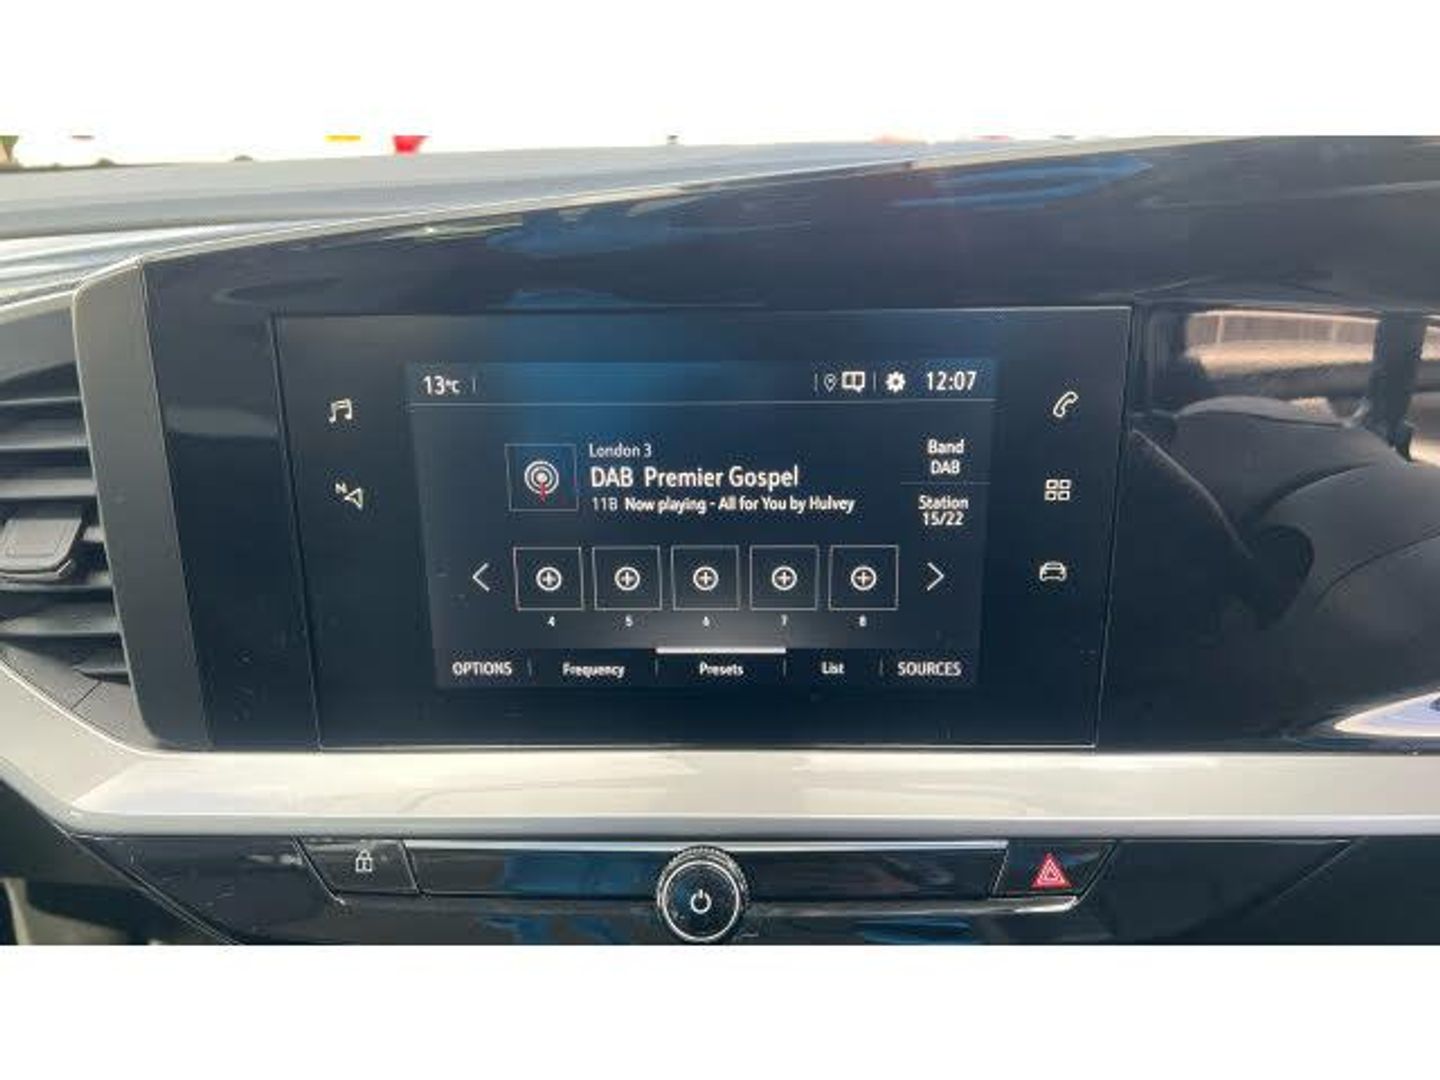 13°C
12:07
London 3
DAB Premier Gospel
11B Now playing - All for You by Hulvey
Band
DAB
Station
15/22
4 5 6 7 8
OPTIONS Frequency Presets List SOURCES
N